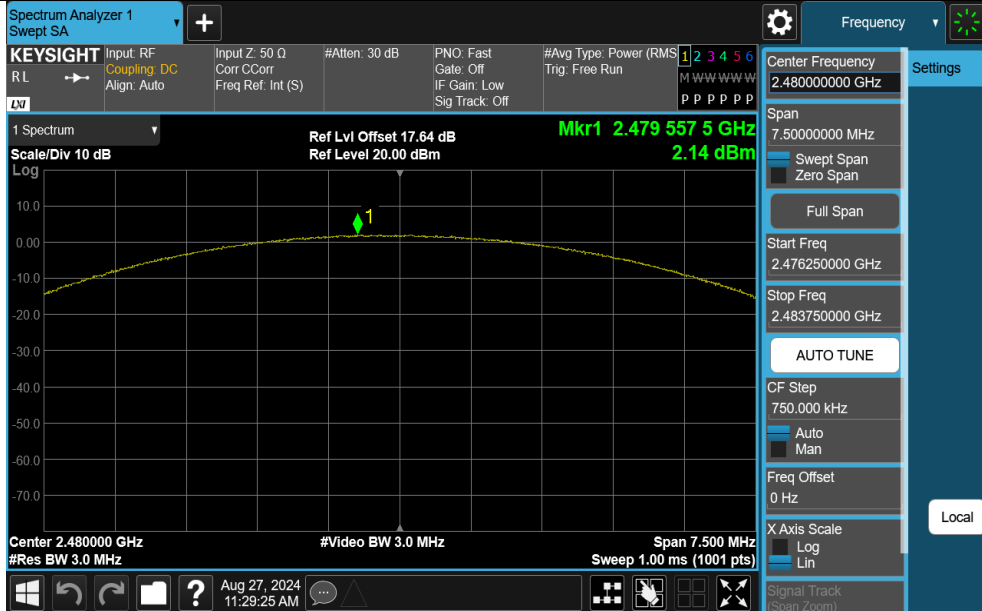 Spectrum Analyzer 1
Swept SA
+
Frequency
KEYSIGHT
R L
LXI
Input: RF
Coupling: DC
Align: Auto
Input Z: 50 Ω
Corr CCorr
Freq Ref: Int (S)
#Atten: 30 dB
PNO: Fast
Gate: Off
IF Gain: Low
Sig Track: Off
#Avg Type: Power (RMS
Trig: Free Run
1 2 3 4 5 6
M W W W W W
P P P P P P
Center Frequency
2.480000000 GHz
Settings
Span
7.50000000 MHz
Swept Span
Zero Span
Full Span
Start Freq
2.476250000 GHz
Stop Freq
2.483750000 GHz
AUTO TUNE
CF Step
750.000 kHz
Auto
Man
Freq Offset
0 Hz
X Axis Scale
Log
Lin
Signal Track
(Span Zoom)
Local
1 Spectrum
Scale/Div 10 dB
Log
Ref Lvl Offset 17.64 dB
Ref Level 20.00 dBm
Mkr1 2.479 557 5 GHz
2.14 dBm
1
10.0
0.00
-10.0
-20.0
-30.0
-40.0
-50.0
-60.0
-70.0
Center 2.480000 GHz
#Res BW 3.0 MHz
#Video BW 3.0 MHz
Span 7.500 MHz
Sweep 1.00 ms (1001 pts)
?
Aug 27, 2024
11:29:25 AM